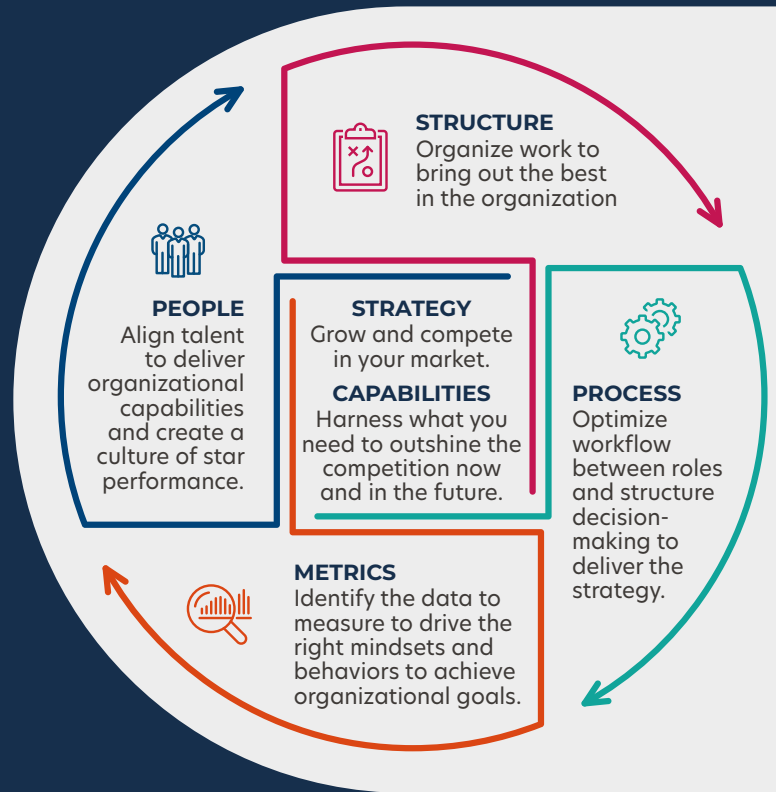 STRUCTURE
Organize work to
bring out the best
in the organization
PEOPLE
Align talent
to deliver
organizational
capabilities
and create a
culture of star
performance.
STRATEGY
Grow and compete
in your market.
CAPABILITIES
Harness what you
need to outshine the
competition now
and in the future.
PROCESS
Optimize
workflow
between roles
and structure
decision-
making to
deliver the
strategy.
METRICS
Identify the data to
measure to drive the
right mindsets and
behaviors to achieve
organizational goals.